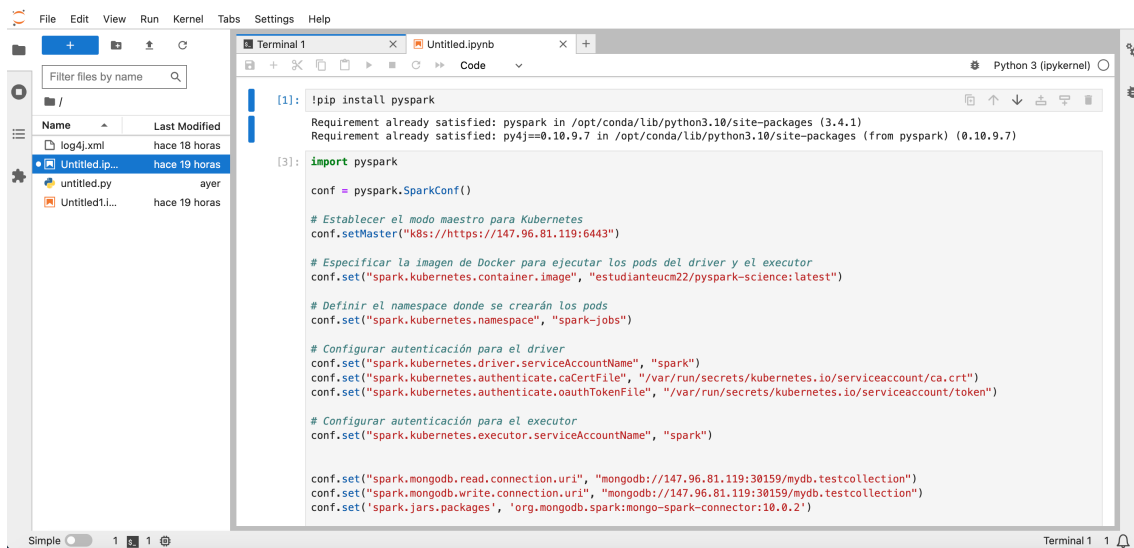 File Edit View Run Kernel Tabs Settings Help
Terminal 1
Untitled.ipynb
Code
Python 3 (ipykernel)
Filter files by name
/
Name
Last Modified
log4j.xml hace 18 horas
Untitled.ip... hace 19 horas
untitled.py ayer
Untitled1.i... hace 19 horas
[1]: !pip install pyspark
Requirement already satisfied: pyspark in /opt/conda/lib/python3.10/site-packages (3.4.1)
Requirement already satisfied: py4j==0.10.9.7 in /opt/conda/lib/python3.10/site-packages (from pyspark) (0.10.9.7)
[3]: import pyspark
conf = pyspark.SparkConf()
# Establecer el modo maestro para Kubernetes
conf.setMaster("k8s://https://147.96.81.119:6443")
# Especificar la imagen de Docker para ejecutar los pods del driver y el executor
conf.set("spark.kubernetes.container.image", "estudianteucm22/pyspark-science:latest")
# Definir el namespace donde se crearán los pods
conf.set("spark.kubernetes.namespace", "spark-jobs")
# Configurar autenticación para el driver
conf.set("spark.kubernetes.driver.serviceAccountName", "spark")
conf.set("spark.kubernetes.authenticate.caCertFile", "/var/run/secrets/kubernetes.io/serviceaccount/ca.crt")
conf.set("spark.kubernetes.authenticate.oauthTokenFile", "/var/run/secrets/kubernetes.io/serviceaccount/token")
# Configurar autenticación para el executor
conf.set("spark.kubernetes.executor.serviceAccountName", "spark")
conf.set("spark.mongodb.read.connection.uri", "mongodb://147.96.81.119:30159/mydb.testcollection")
conf.set("spark.mongodb.write.connection.uri", "mongodb://147.96.81.119:30159/mydb.testcollection")
conf.set('spark.jars.packages', 'org.mongodb.spark:mongo-spark-connector:10.0.2')
Simple 1 1 Terminal 1 1